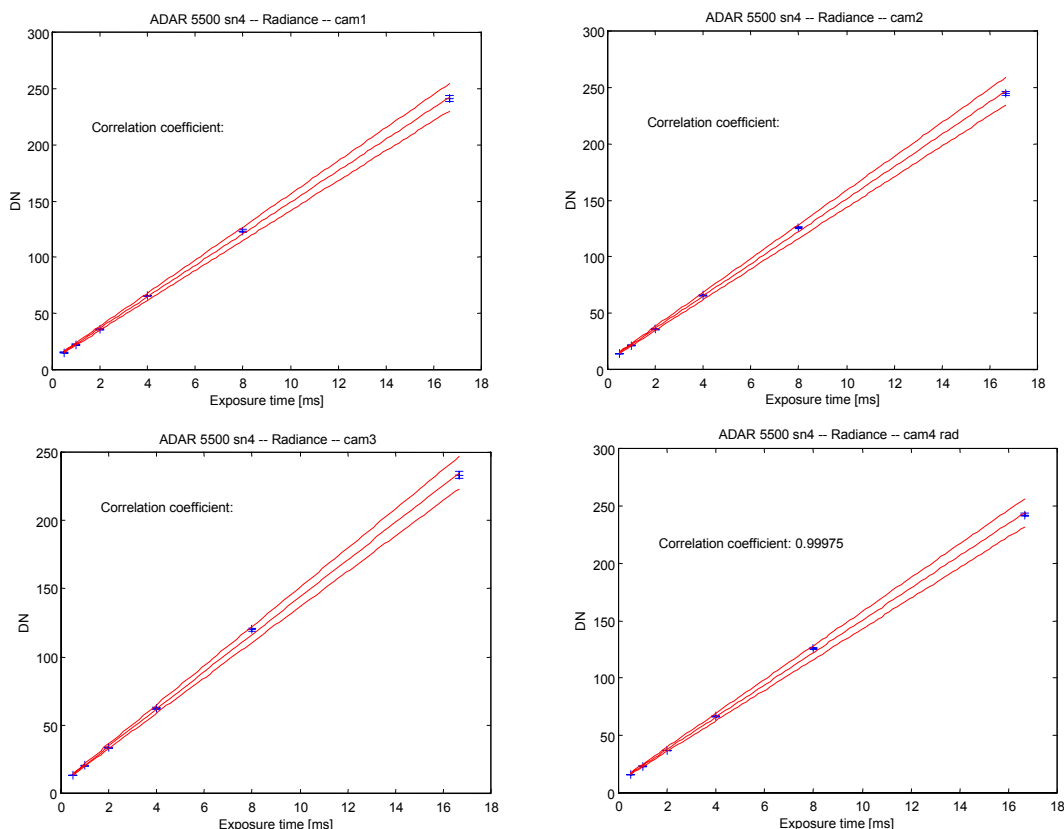 ADAR 5500 sn4 -- Radiance -- cam1
300
250
200
150
100
50
0
DN
Correlation coefficient:
0 2 4 6 8 10 12 14 16 18
Exposure time [ms]
ADAR 5500 sn4 -- Radiance -- cam2
300
250
200
150
100
50
0
DN
Correlation coefficient:
0 2 4 6 8 10 12 14 16 18
Exposure time [ms]
ADAR 5500 sn4 -- Radiance -- cam3
250
200
150
100
50
0
DN
Correlation coefficient:
0 2 4 6 8 10 12 14 16 18
Exposure time [ms]
ADAR 5500 sn4 -- Radiance -- cam4 rad
300
250
200
150
100
50
0
DN
Correlation coefficient: 0.99975
0 2 4 6 8 10 12 14 16 18
Exposure time [ms]